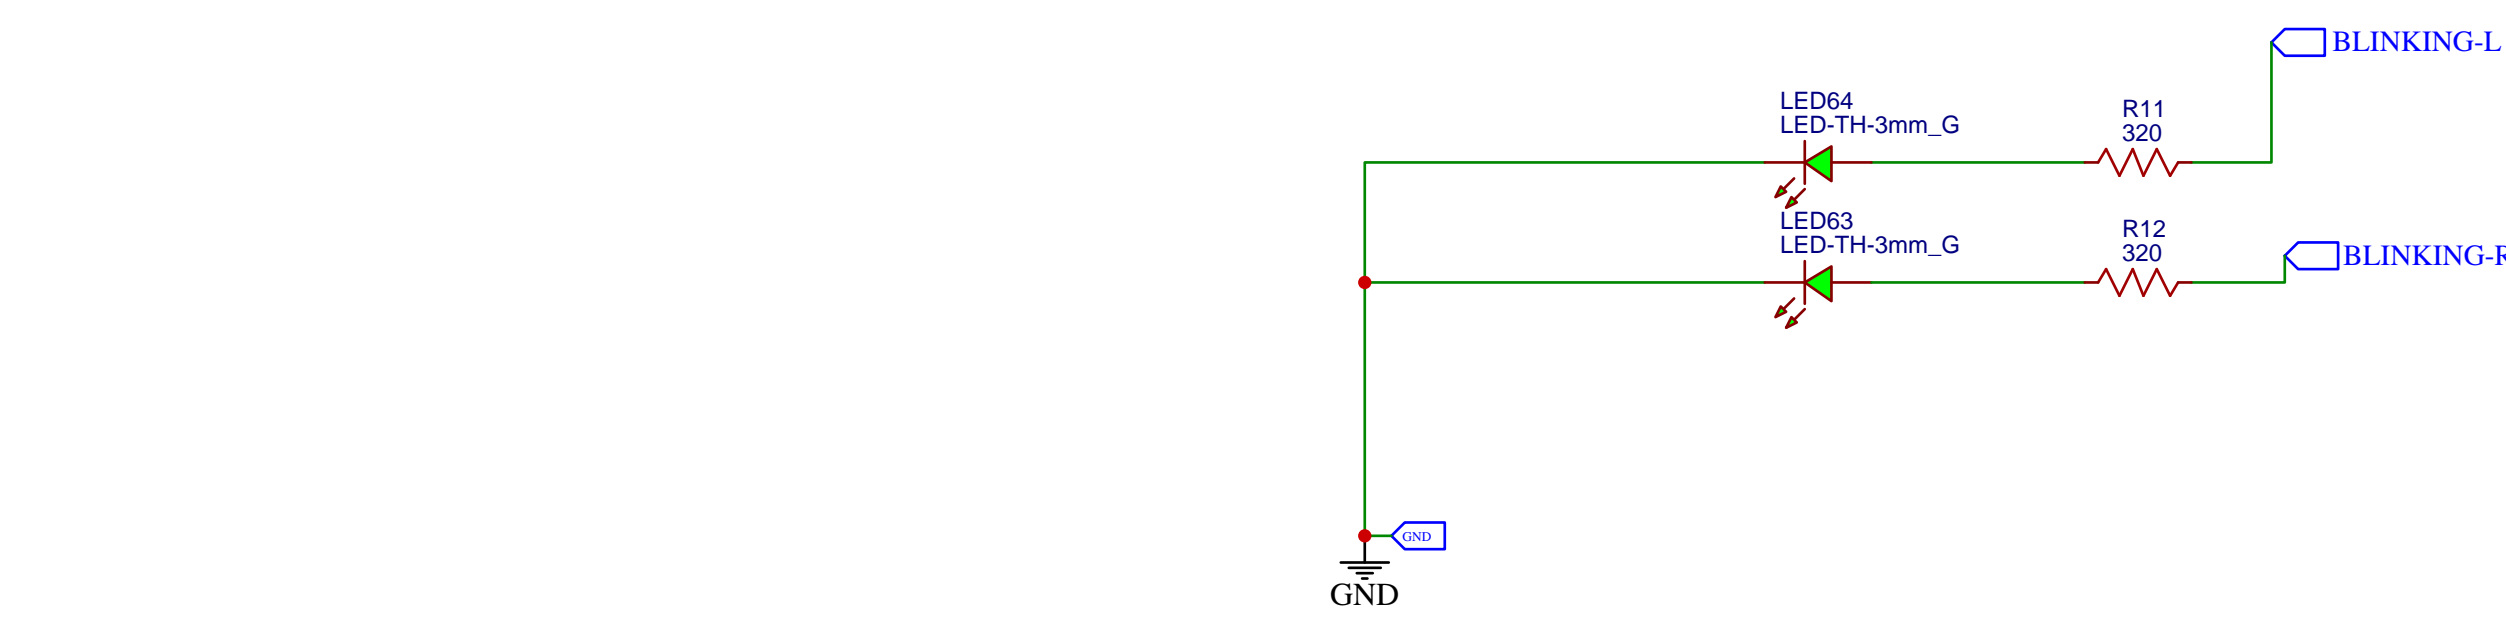 BLINKING-L
LED64
LED-TH-3mm_G
R11
320
LED63
LED-TH-3mm_G
R12
320
BLINKING-R
GND
GND